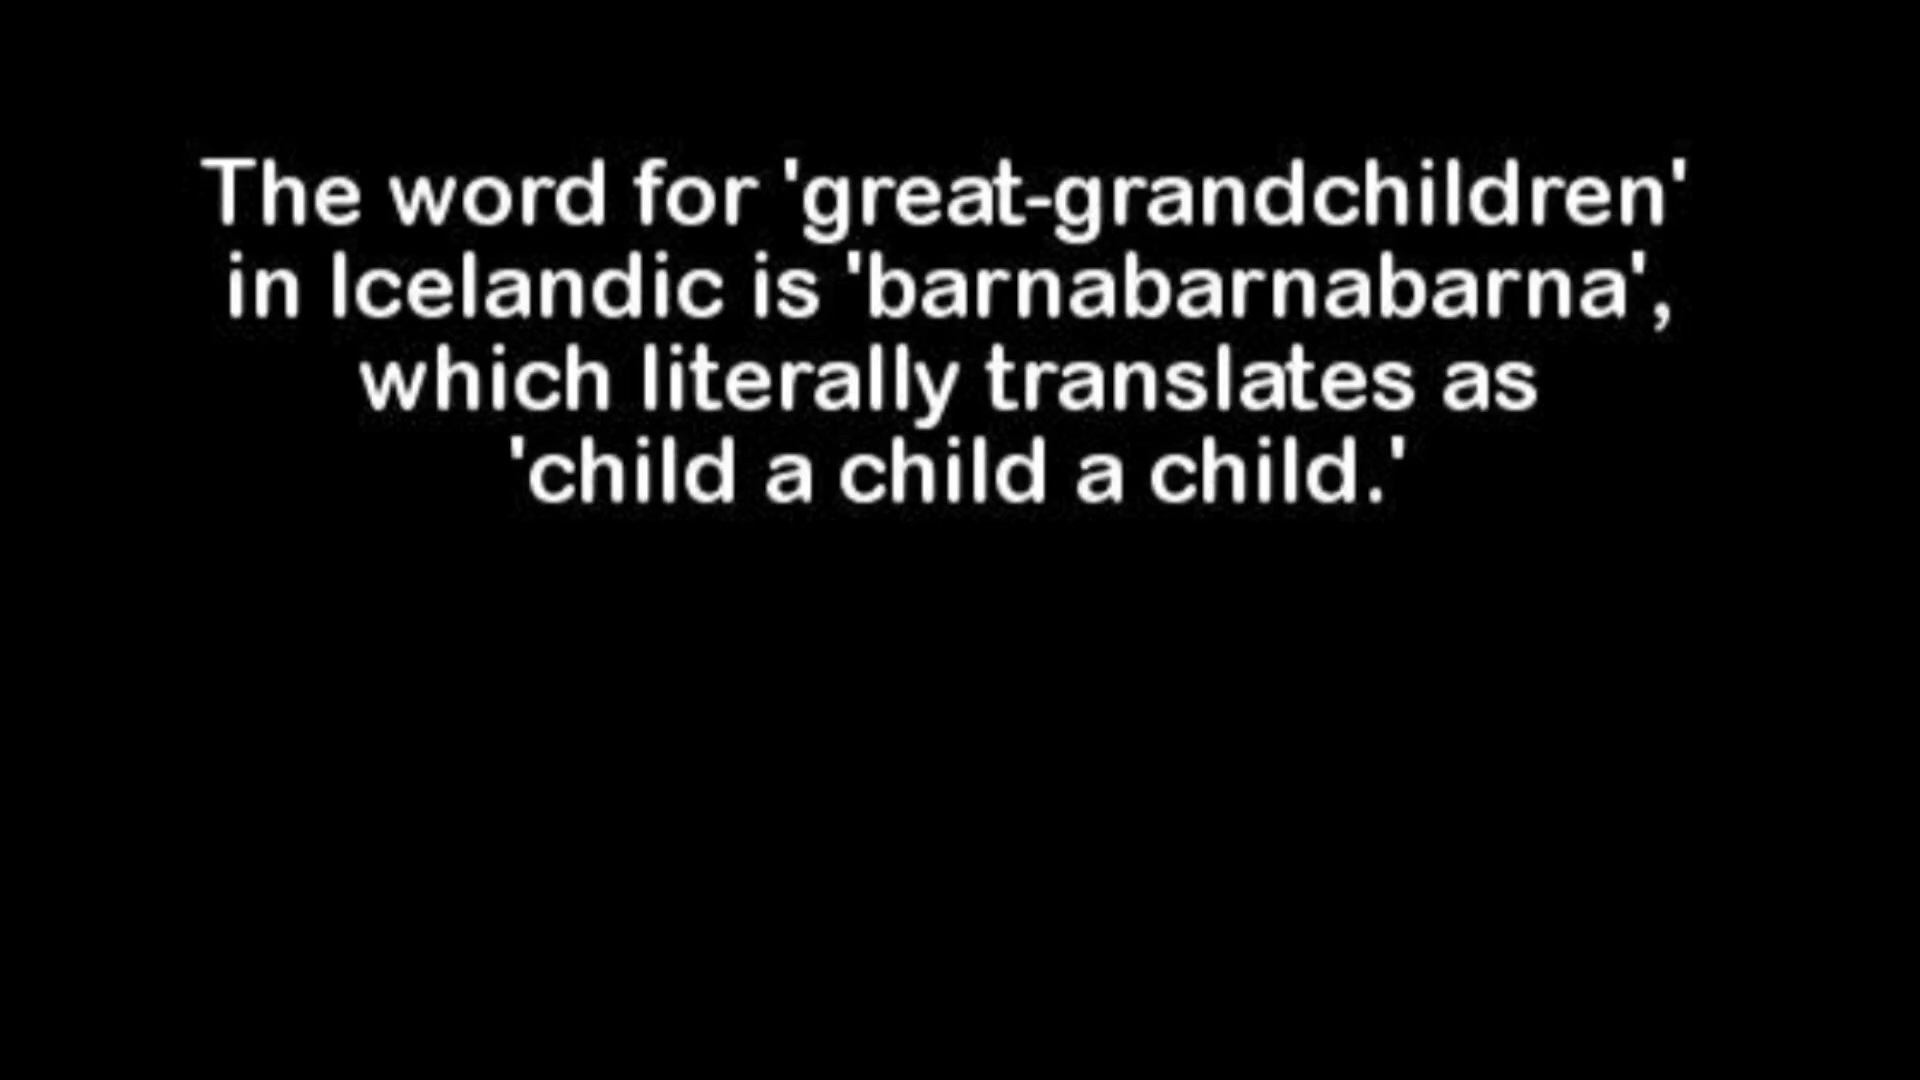 The word for 'great-grandchildren'
in Icelandic is 'barnabarnabarna',
which literally translates as
'child a child a child.'